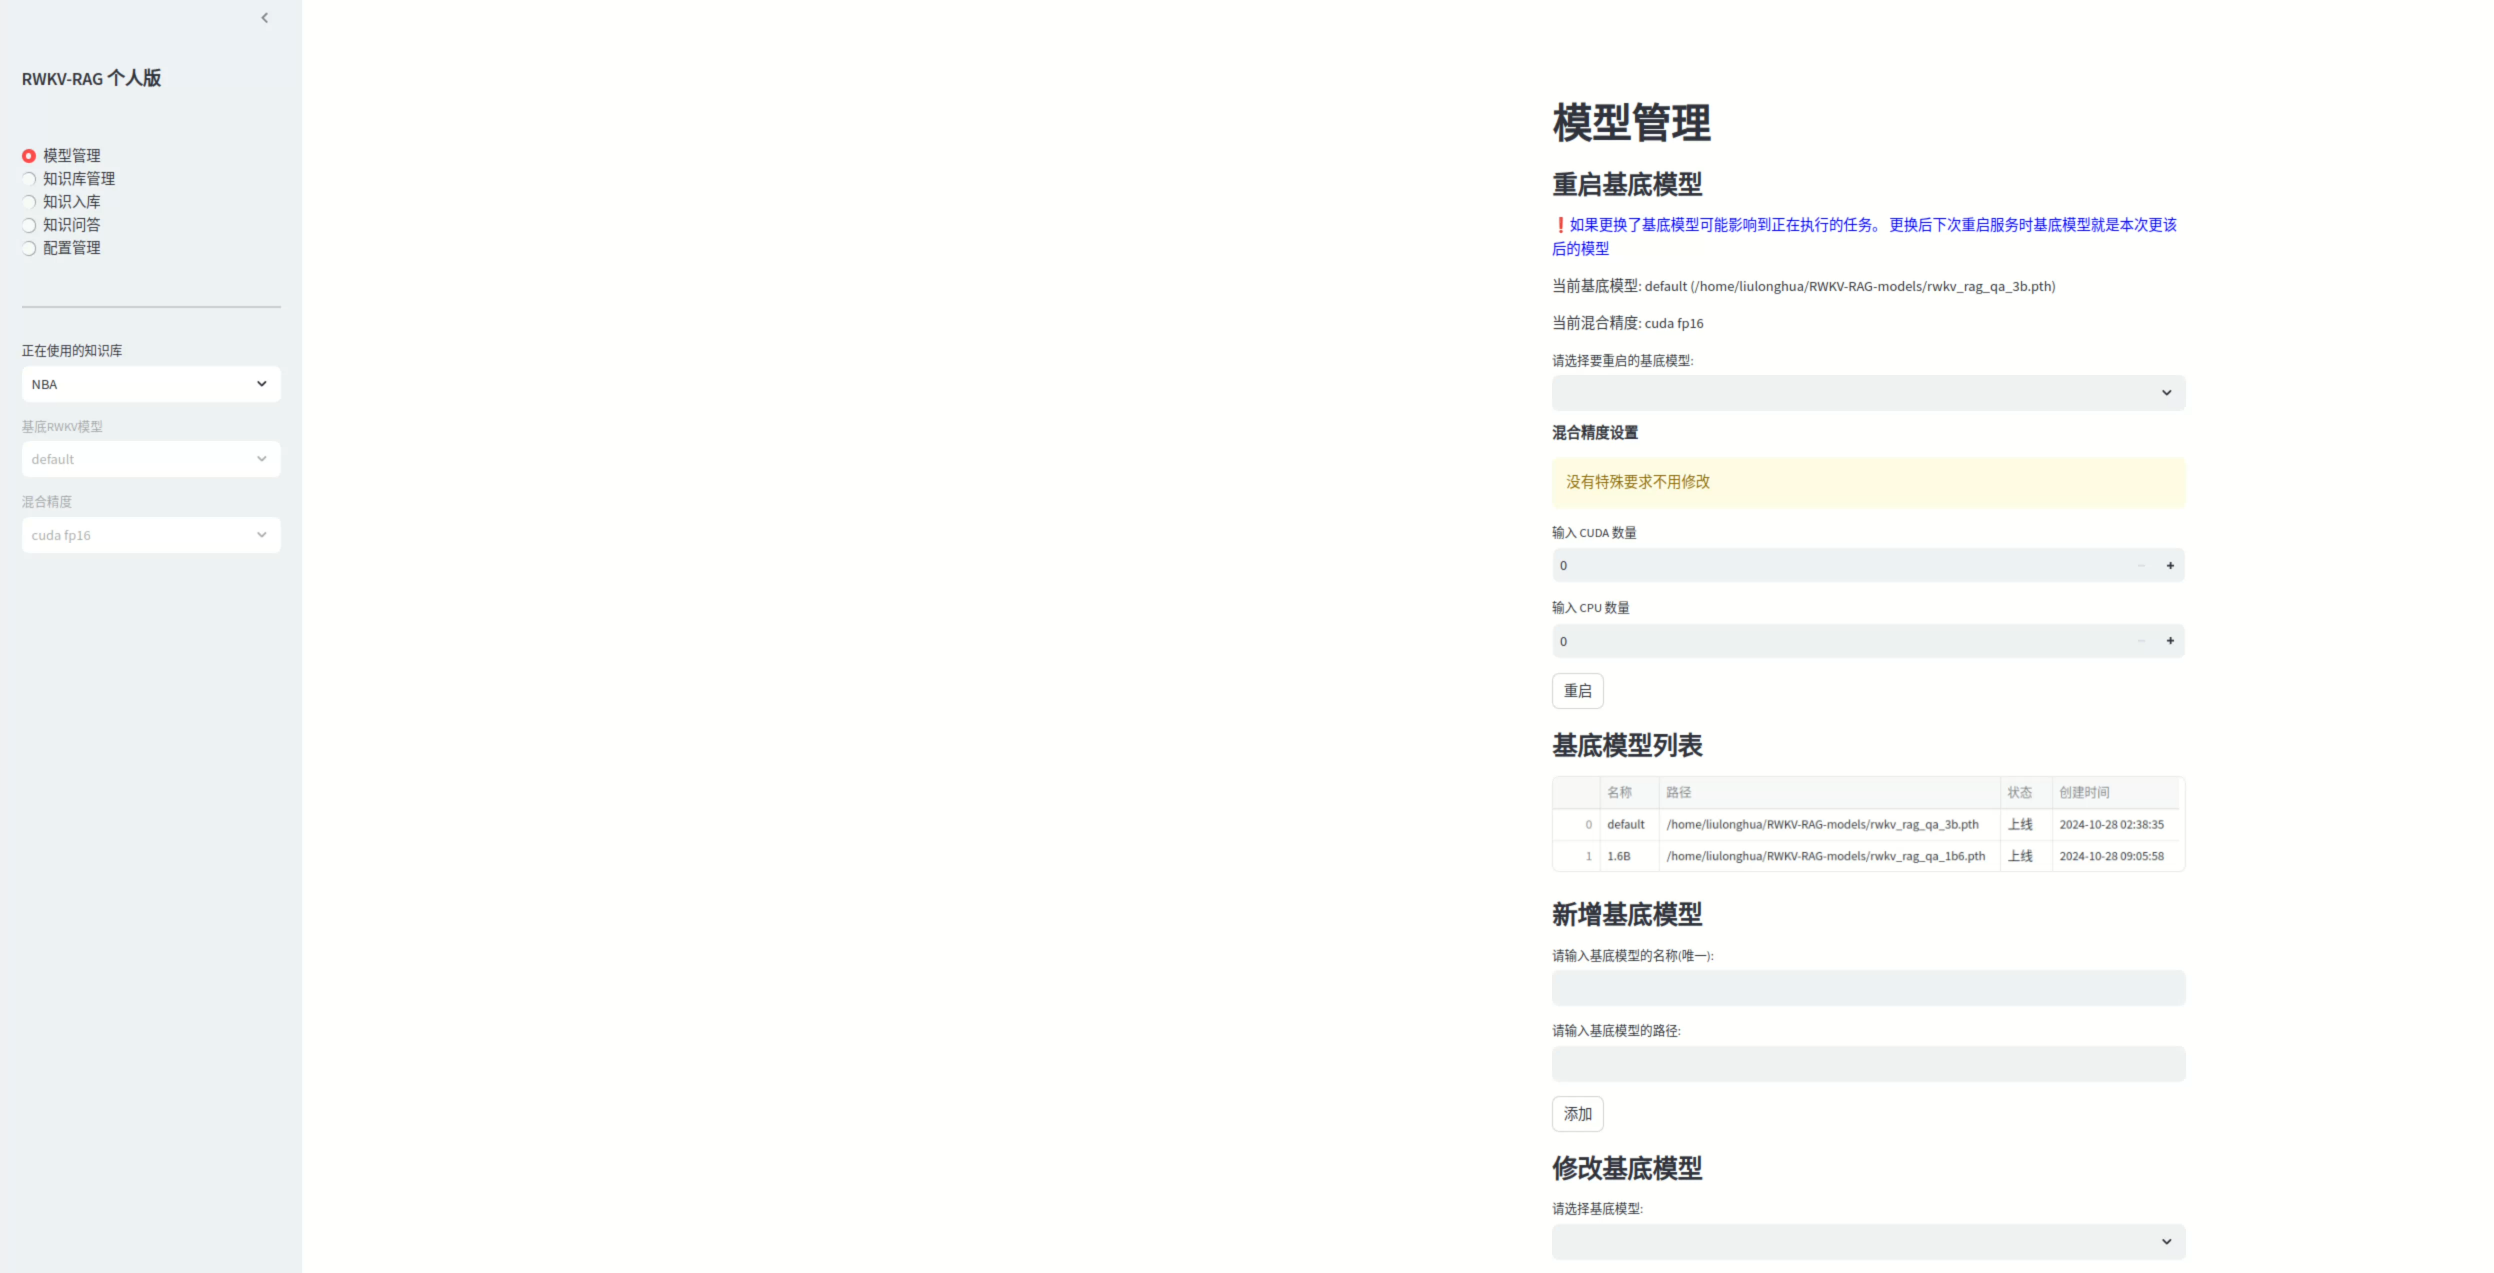 RWKV-RAG 个人版
模型管理
知识库管理
知识入库
知识问答
配置管理
正在使用的知识库
NBA
基底RWKV模型
default
混合精度
cuda fp16
模型管理
重启基底模型
❗如果更换了基底模型可能影响到正在执行的任务。 更换后下次重启服务时基底模型就是本次更该
后的模型
当前基底模型: default (/home/liulonghua/RWKV-RAG-models/rwkv_rag_qa_3b.pth)
当前混合精度: cuda fp16
请选择要重启的基底模型:
混合精度设置
没有特殊要求不用修改
输入 CUDA 数量
0
输入 CPU 数量
0
重启
基底模型列表
名称 路径 状态 创建时间
0 default /home/liulonghua/RWKV-RAG-models/rwkv_rag_qa_3b.pth 上线 2024-10-28 02:38:35
1 1.6B /home/liulonghua/RWKV-RAG-models/rwkv_rag_qa_1b6.pth 上线 2024-10-28 09:05:58
新增基底模型
请输入基底模型的名称(唯一):
请输入基底模型的路径:
添加
修改基底模型
请选择基底模型: